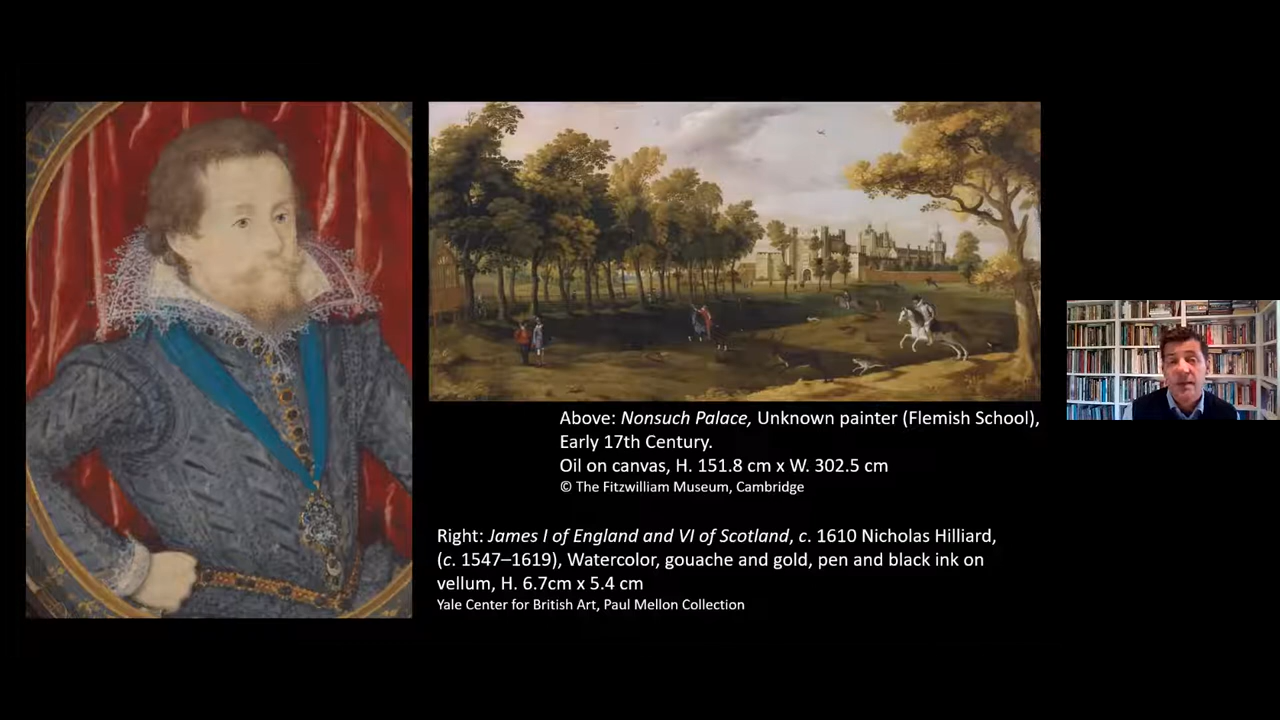 Above: Nonsuch Palace, Unknown painter (Flemish School),
Early 17th Century.
Oil on canvas, H. 151.8 cm x W. 302.5 cm
© The Fitzwilliam Museum, Cambridge
Right: James I of England and VI of Scotland, c. 1610 Nicholas Hilliard,
(c. 1547–1619), Watercolor, gouache and gold, pen and black ink on
vellum, H. 6.7cm x 5.4 cm
Yale Center for British Art, Paul Mellon Collection